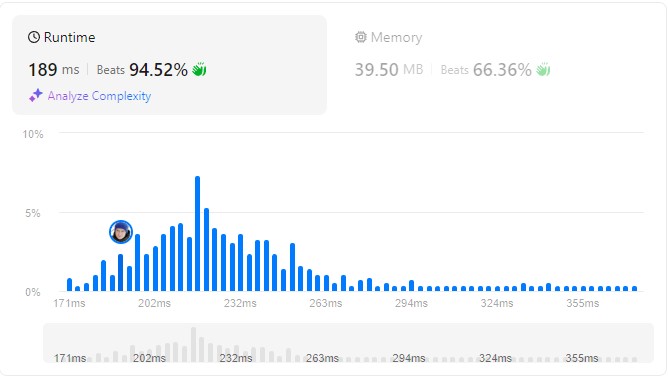 Runtime
189 ms | Beats 94.52%
Analyze Complexity
Memory
39.50 MB | Beats 66.36%
10%
5%
0%
171ms 202ms 232ms 263ms 294ms 324ms 355ms
171ms 202ms 232ms 263ms 294ms 324ms 355ms